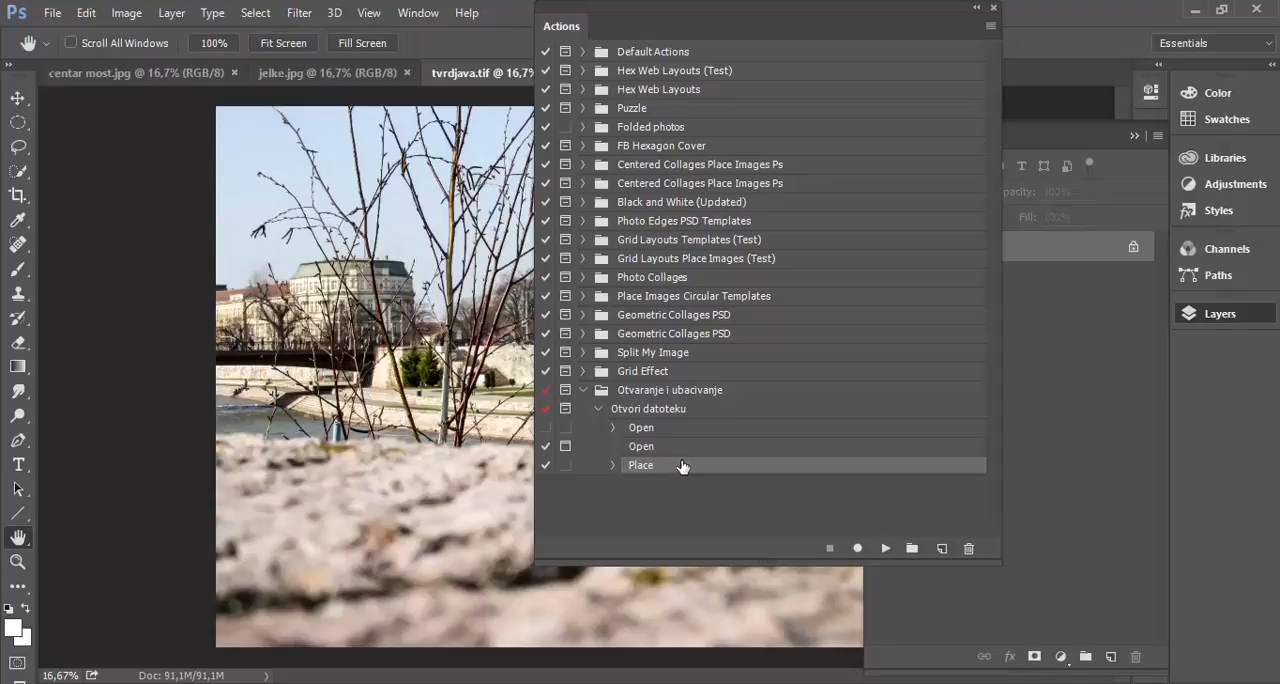 Ps File Edit Image Layer Type Select Filter 3D View Window Help
Scroll All Windows 100% Fit Screen Fill Screen
Essentials
centar most.jpg @ 16,7% (RGB/8) × jelke.jpg @ 16,7% (RGB/8) × tvrdjava.tif @ 16,7%
Actions
Default Actions
Hex Web Layouts (Test)
Hex Web Layouts
Puzzle
Folded photos
FB Hexagon Cover
Centered Collages Place Images Ps
Centered Collages Place Images Ps
Black and White (Updated)
Photo Edges PSD Templates
Grid Layouts Templates (Test)
Grid Layouts Place Images (Test)
Photo Collages
Place Images Circular Templates
Geometric Collages PSD
Geometric Collages PSD
Split My Image
Grid Effect
Otvaranje i ubacivanje
Otvori datoteku
Open
Open
Place
pacity: 100%
Fill: 100%
fx
Color
Swatches
Libraries
Adjustments
Styles
Channels
Paths
Layers
16,67% Doc: 91,1M/91,1M